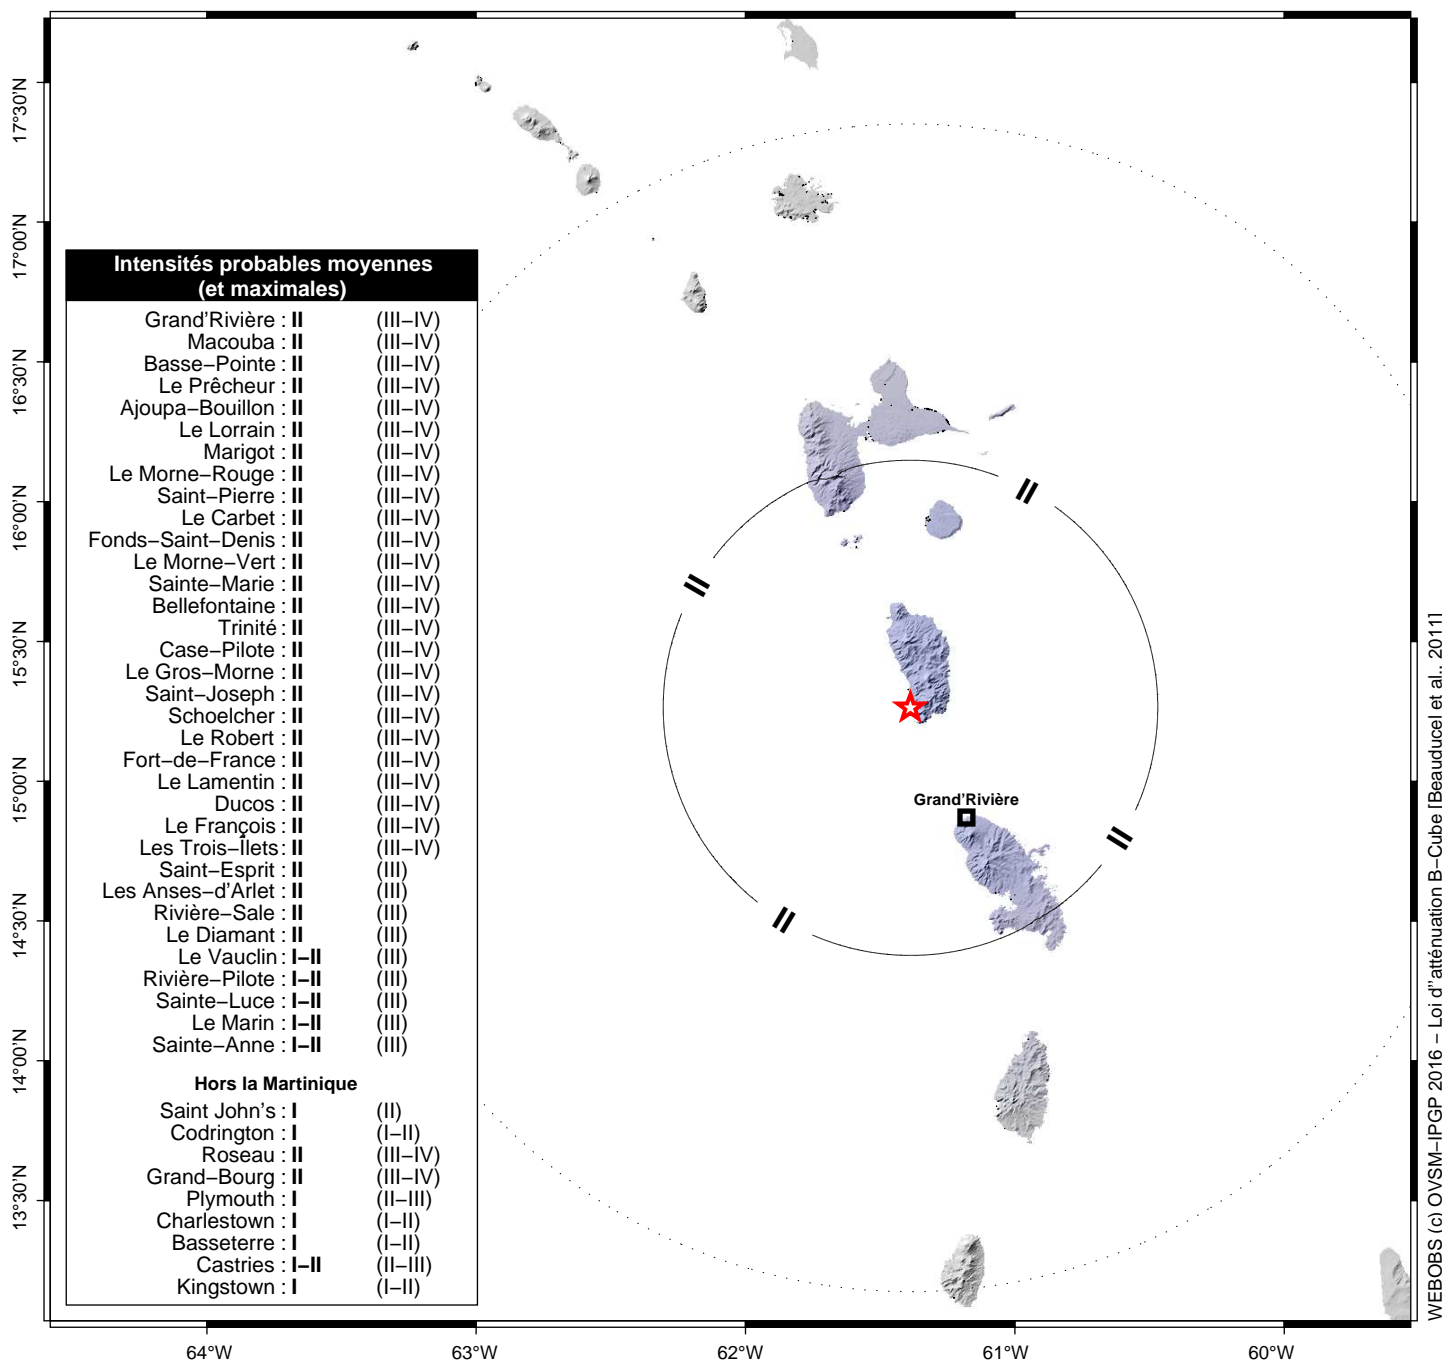 Intensités probables moyennes
(et maximales)
Grand'Rivière : II (III–IV)
Macouba : II (III–IV)
Basse–Pointe : II (III–IV)
Le Prêcheur : II (III–IV)
Ajoupa–Bouillon : II (III–IV)
Le Lorrain : II (III–IV)
Marigot : II (III–IV)
Le Morne–Rouge : II (III–IV)
Saint–Pierre : II (III–IV)
Le Carbet : II (III–IV)
Fonds–Saint–Denis : II (III–IV)
Le Morne–Vert : II (III–IV)
Sainte–Marie : II (III–IV)
Bellefontaine : II (III–IV)
Trinité : II (III–IV)
Case–Pilote : II (III–IV)
Le Gros–Morne : II (III–IV)
Saint–Joseph : II (III–IV)
Schoelcher : II (III–IV)
Le Robert : II (III–IV)
Fort–de–France : II (III–IV)
Le Lamentin : II (III–IV)
Ducos : II (III–IV)
Le François : II (III–IV)
Les Trois–Îlets : II (III–IV)
Saint–Esprit : II (III)
Les Anses–d'Arlet : II (III)
Rivière–Sale : II (III)
Le Diamant : II (III)
Le Vauclin : I–II (III)
Rivière–Pilote : I–II (III)
Sainte–Luce : I–II (III)
Le Marin : I–II (III)
Sainte–Anne : I–II (III)
Hors la Martinique
Saint John's : I (II)
Codrington : I (I–II)
Roseau : II (III–IV)
Grand–Bourg : II (III–IV)
Plymouth : I (II–III)
Charlestown : I (I–II)
Basseterre : I (I–II)
Castries : I–II (II–III)
Kingstown : I (I–II)
17°30'N
17°00'N
16°30'N
16°00'N
15°30'N
15°00'N
14°30'N
14°00'N
13°30'N
64°W
63°W
62°W
61°W
60°W
II
II
II
II
Grand'Rivière
WEBOBS (c) OVSM–IPGP 2016 – Loi d''atténuation B–Cube [Beauducel et al., 2011]